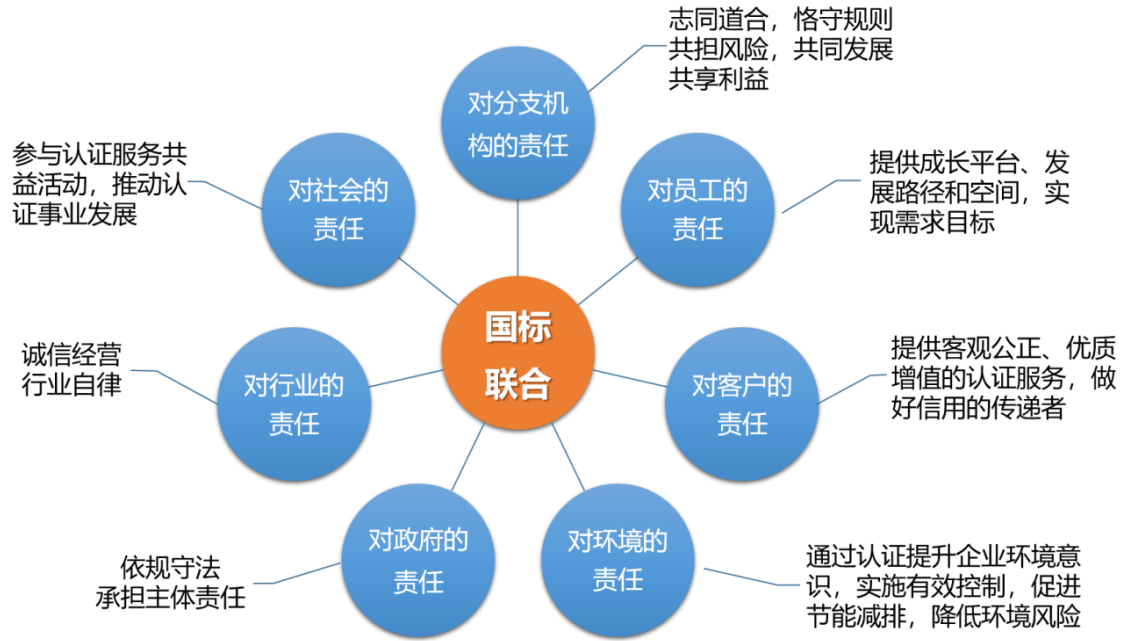 志同道合，恪守规则
共担风险，共同发展
共享利益
对分支机
构的责任
参与认证服务共
益活动，推动认
证事业发展
对社会的
责任
对员工的
责任
提供成长平台、发
展路径和空间，实
现需求目标
国标
联合
诚信经营
行业自律
对行业的
责任
对客户的
责任
提供客观公正、优质
增值的认证服务，做
好信用的传递者
依规守法
承担主体责任
对政府的
责任
对环境的
责任
通过认证提升企业环境意
识，实施有效控制，促进
节能减排，降低环境风险